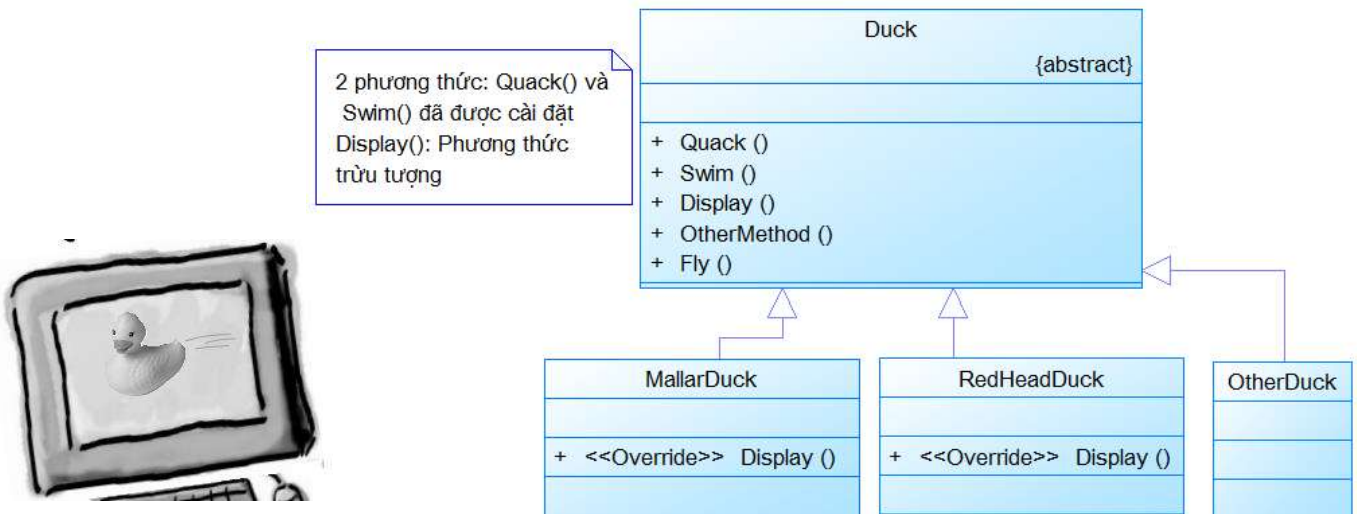 2 phương thức: Quack() và
Swim() đã được cài đặt
Display(): Phương thức
trừu tượng
Duck
{abstract}
+ Quack ()
+ Swim ()
+ Display ()
+ OtherMethod ()
+ Fly ()
MallarDuck
+ <<Override>> Display ()
RedHeadDuck
+ <<Override>> Display ()
OtherDuck